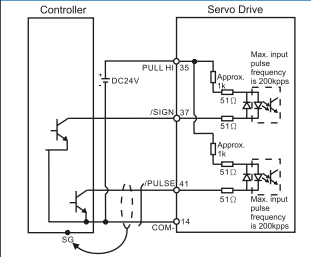 Controller
Servo Drive
PULL HI
35
Max. input
pulse
frequency
is 200kpps
Approx.
1k
DC24V
51Ω
/SIGN
37
51Ω
Approx.
1k
51Ω
/PULSE
41
51Ω
Max. input
pulse
frequency
is 200kpps
14
COM-
SG